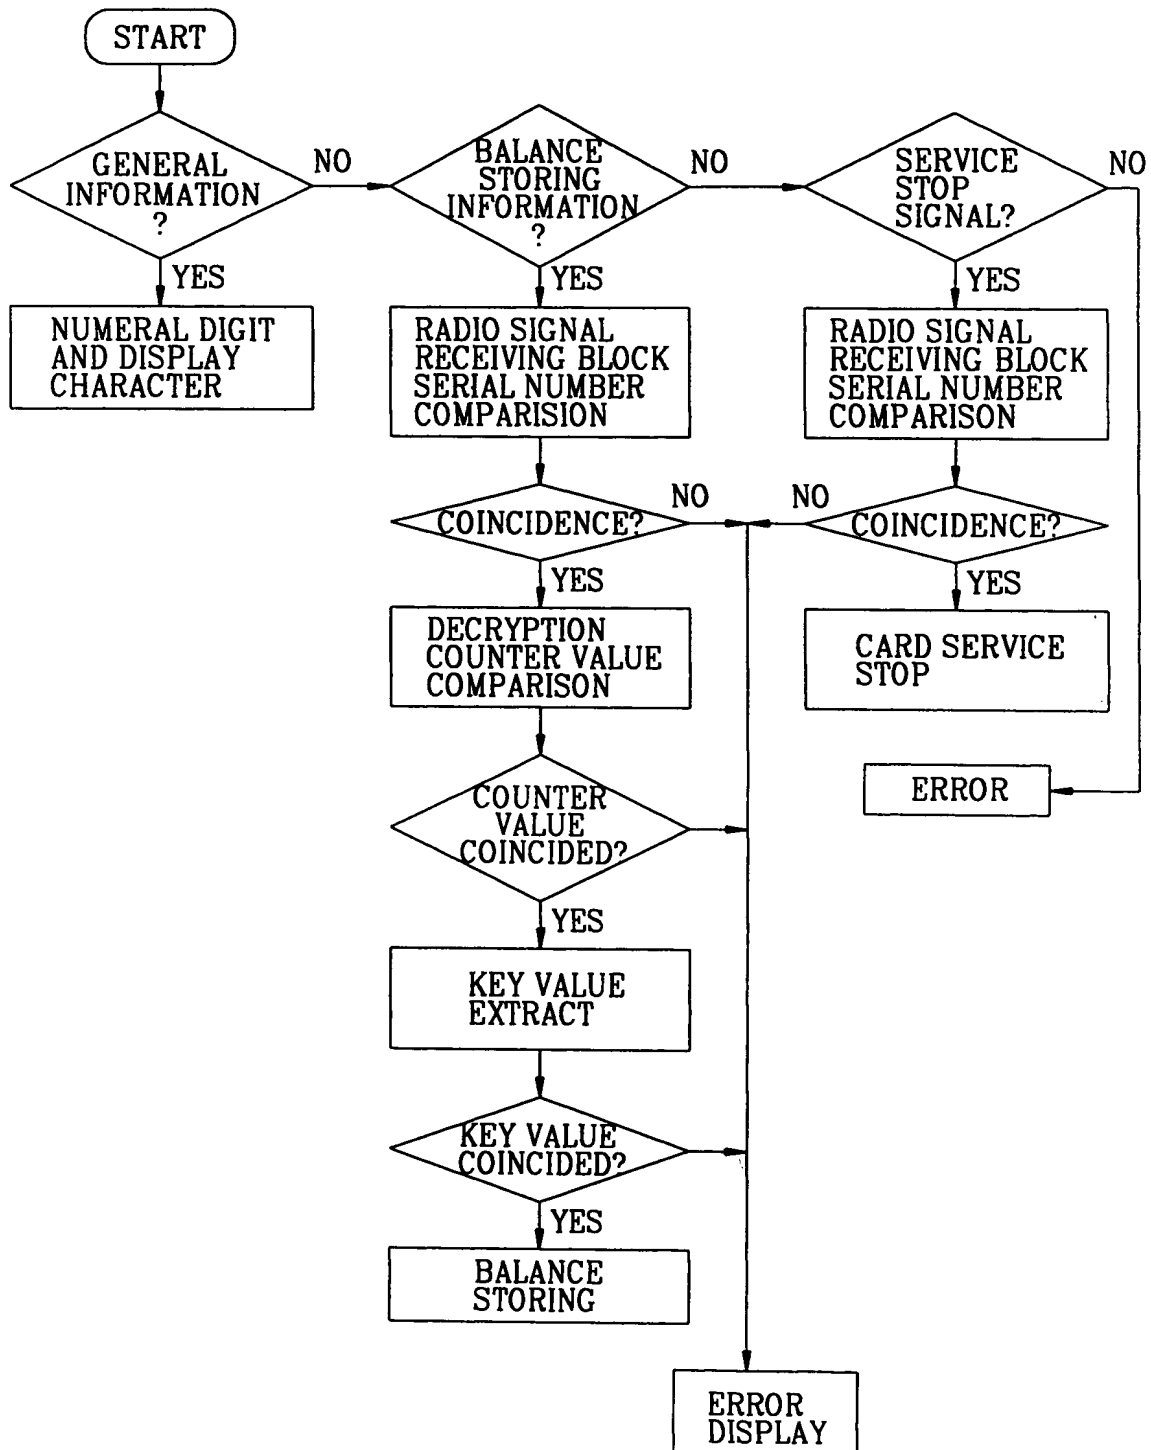 START
GENERAL
INFORMATION
?
NO
YES
NUMERAL DIGIT
AND DISPLAY
CHARACTER
BALANCE
STORING
INFORMATION
?
NO
YES
RADIO SIGNAL
RECEIVING BLOCK
SERIAL NUMBER
COMPARISION
COINCIDENCE?
NO
YES
DECRYPTION
COUNTER VALUE
COMPARISON
COUNTER
VALUE
COINCIDED?
YES
KEY VALUE
EXTRACT
KEY VALUE
COINCIDED?
YES
BALANCE
STORING
SERVICE
STOP
SIGNAL?
NO
YES
RADIO SIGNAL
RECEIVING BLOCK
SERIAL NUMBER
COMPARISON
COINCIDENCE?
NO
YES
CARD SERVICE
STOP
ERROR
ERROR
DISPLAY